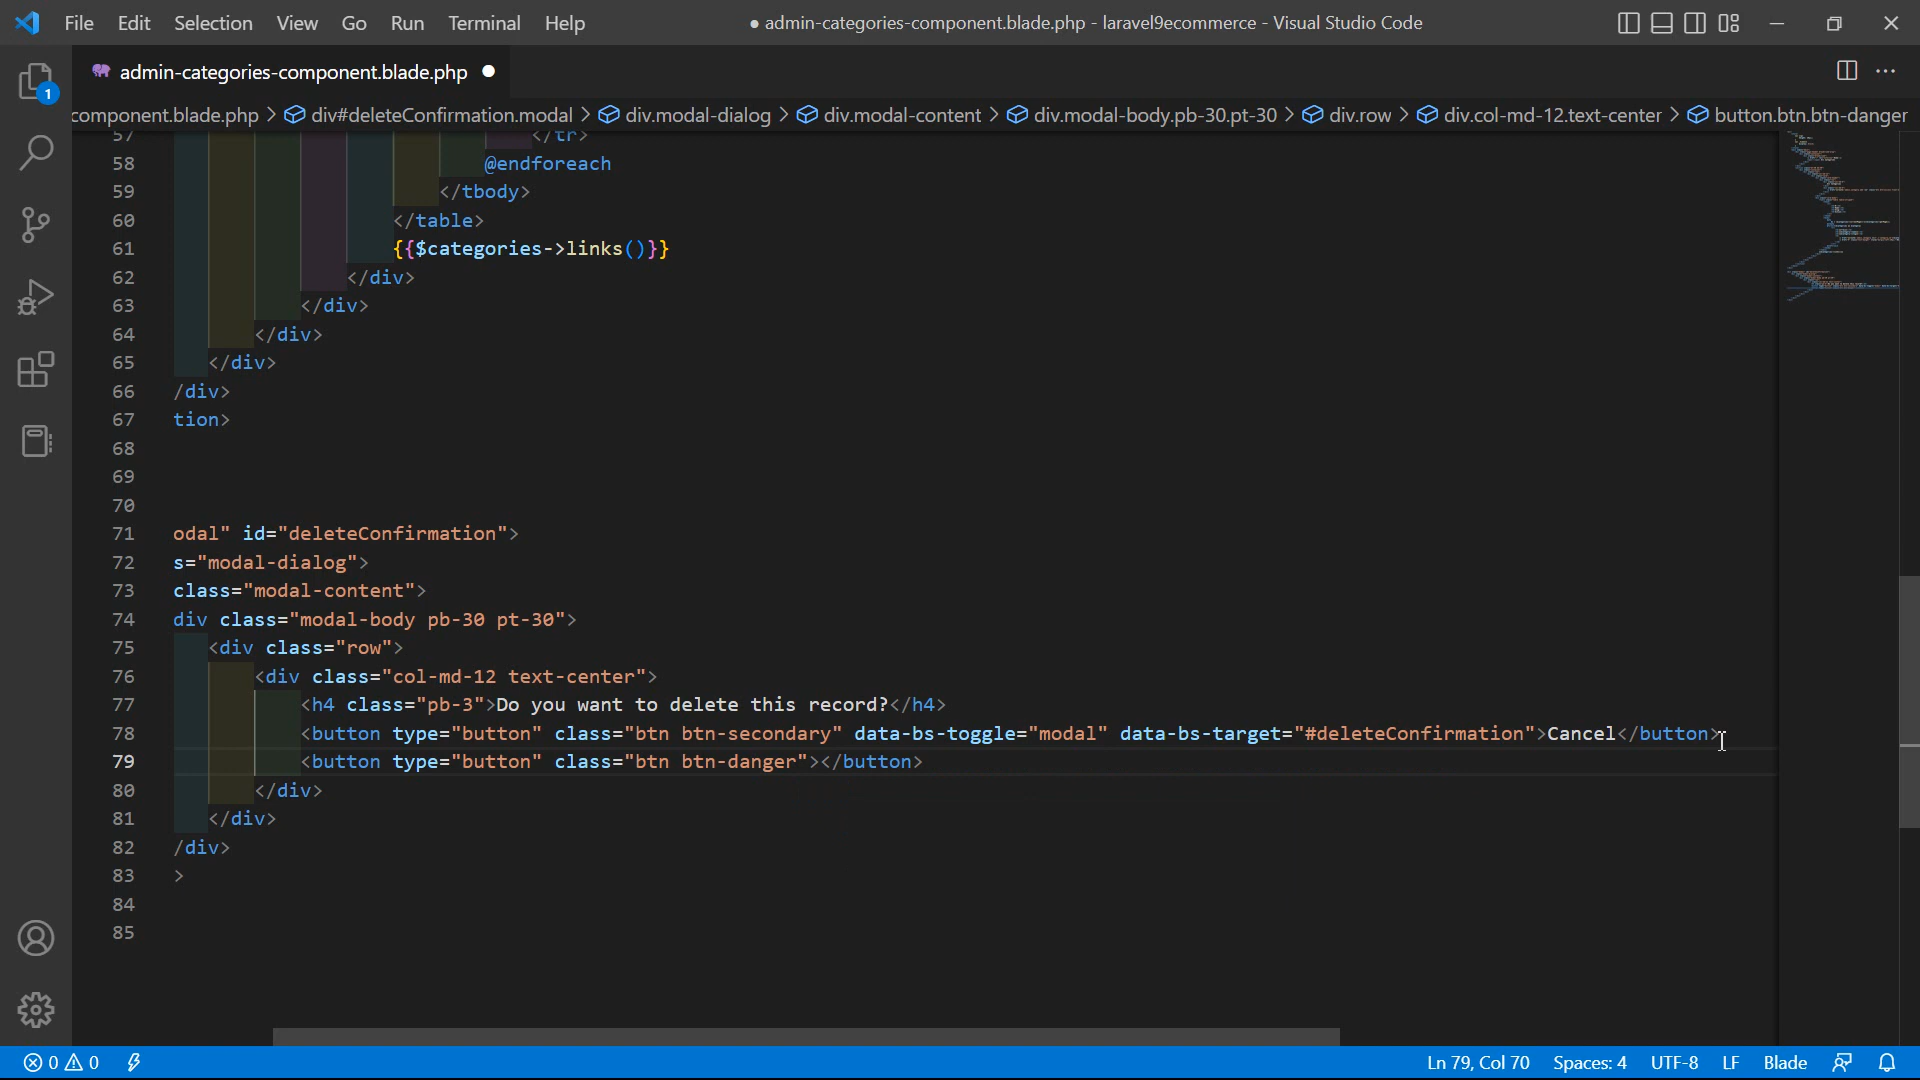 File Edit Selection View Go Run Terminal Help ● admin-categories-component.blade.php - laravel9ecommerce - Visual Studio Code
admin-categories-component.blade.php
1
component.blade.php > div#deleteConfirmation.modal > div.modal-dialog > div.modal-content > div.modal-body.pb-30.pt-30 > div.row > div.col-md-12.text-center > button.btn.btn-danger
57 </tr>
58 @endforeach
59 </tbody>
60 </table>
61 {{$categories->links()}}
62 </div>
63 </div>
64 </div>
65 </div>
66 /div>
67 tion>
68
69
70
71 odal" id="deleteConfirmation">
72 s="modal-dialog">
73 class="modal-content">
74 div class="modal-body pb-30 pt-30">
75 <div class="row">
76 <div class="col-md-12 text-center">
77 <h4 class="pb-3">Do you want to delete this record?</h4>
78 <button type="button" class="btn btn-secondary" data-bs-toggle="modal" data-bs-target="#deleteConfirmation">Cancel</button>
79 <button type="button" class="btn btn-danger"></button>
80 </div>
81 </div>
82 /div>
83 >
84
85
0 0 Ln 79, Col 70 Spaces: 4 UTF-8 LF Blade